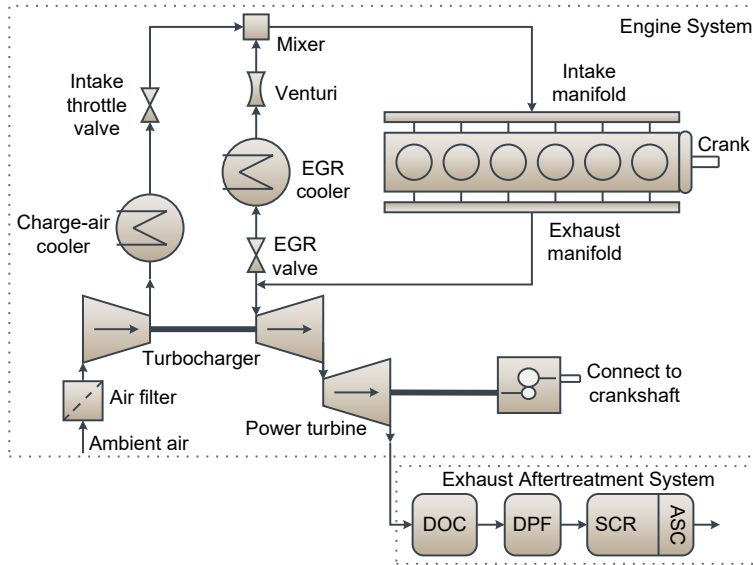 Engine System
Mixer
Intake
throttle
valve
Venturi
Intake
manifold
Crank
EGR
cooler
Charge-air
cooler
EGR
valve
Exhaust
manifold
Turbocharger
Connect to
crankshaft
Air filter
Power turbine
Ambient air
Exhaust Aftertreatment System
DOC
DPF
SCR
ASC